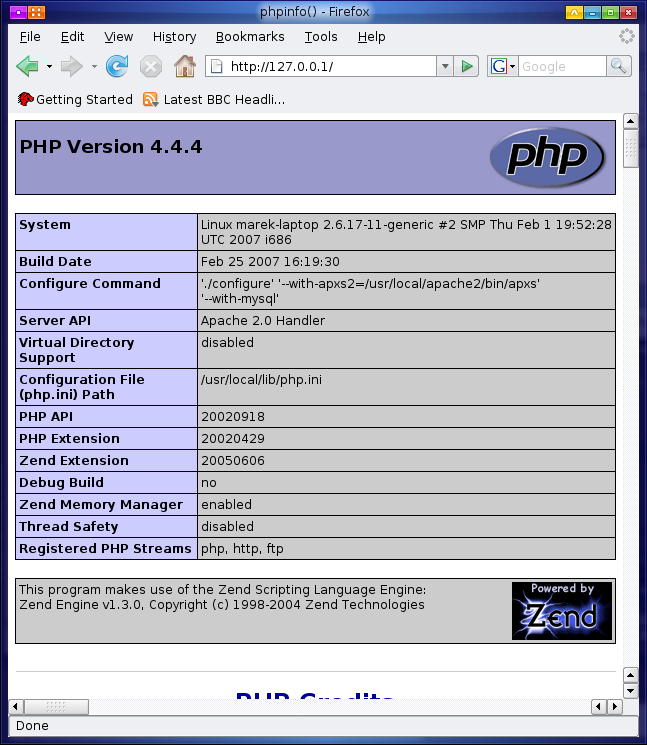 phpinfo() - Firefox
File Edit View History Bookmarks Tools Help
http://127.0.0.1/ G Google
Getting Started Latest BBC Headli...
PHP Version 4.4.4 php
System Linux marek-laptop 2.6.17-11-generic #2 SMP Thu Feb 1 19:52:28
UTC 2007 i686
Build Date Feb 25 2007 16:19:30
Configure Command './configure' '--with-apxs2=/usr/local/apache2/bin/apxs'
'--with-mysql'
Server API Apache 2.0 Handler
Virtual Directory disabled
Support
Configuration File /usr/local/lib/php.ini
(php.ini) Path
PHP API 20020918
PHP Extension 20020429
Zend Extension 20050606
Debug Build no
Zend Memory Manager enabled
Thread Safety disabled
Registered PHP Streams php, http, ftp
This program makes use of the Zend Scripting Language Engine: Powered by
Zend Engine v1.3.0, Copyright (c) 1998-2004 Zend Technologies Zend
PHP Credits
Done